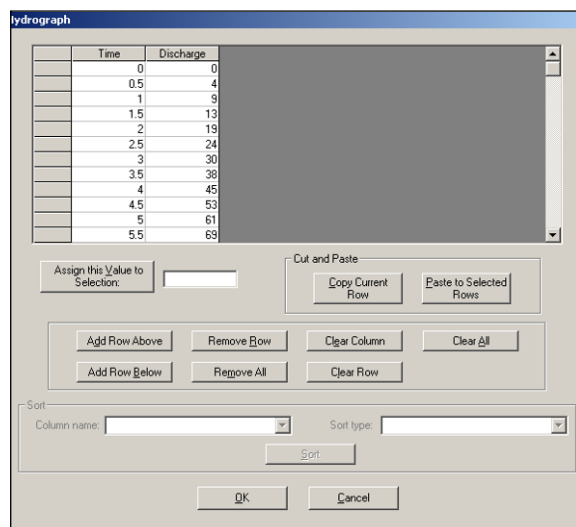 ydrograph
Time Discharge
0 0
0.5 4
1 9
1.5 13
2 19
2.5 24
3 30
3.5 38
4 45
4.5 53
5 61
5.5 69
Assign this Value to
Selection:
Cut and Paste
Copy Current
Row
Paste to Selected
Rows
Add Row Above Remove Row Clear Column Clear All
Add Row Below Remove All Clear Row
Sort
Column name: Sort type:
Sort
OK Cancel